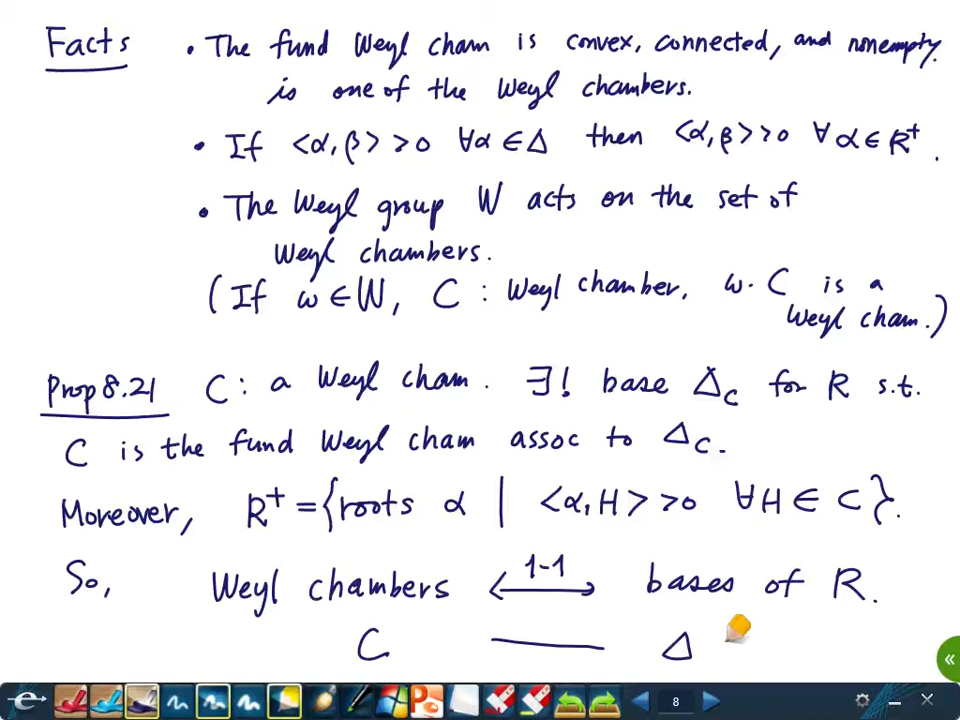 Facts • The fund Weyl cham is convex, connected, and nonempty.
is one of the Weyl chambers.
• If <α, β> > 0 ∀α ∈ Δ then <α, β> > 0 ∀ α ∈ R⁺.
• The Weyl group W acts on the set of
Weyl chambers.
(If ω ∈ W, C : Weyl chamber, ω·C is a
Weyl cham.)
Prop 8.21 C : a Weyl cham. ∃! base Δ_C for R s.t.
C is the fund Weyl cham assoc to Δ_C.
Moreover, R⁺ = {roots α | <α, H> > 0 ∀H ∈ C}.
So, Weyl chambers ⟷ 1-1 bases of R.
C — Δ
8